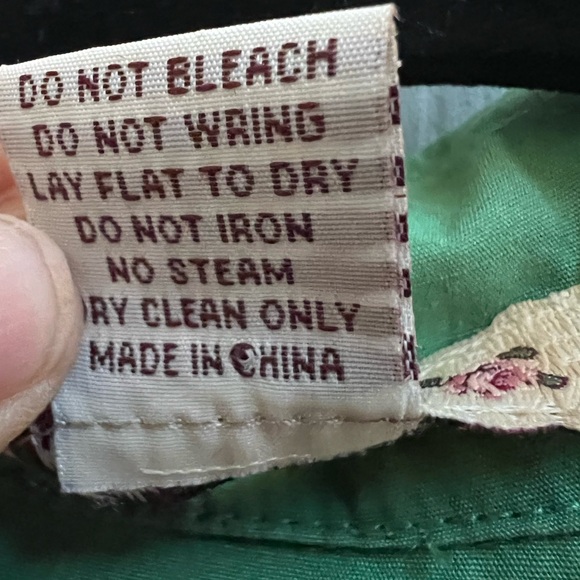 DO NOT BLEACH
DO NOT WRING
LAY FLAT TO DRY
DO NOT IRON
NO STEAM
DRY CLEAN ONLY
MADE IN CHINA